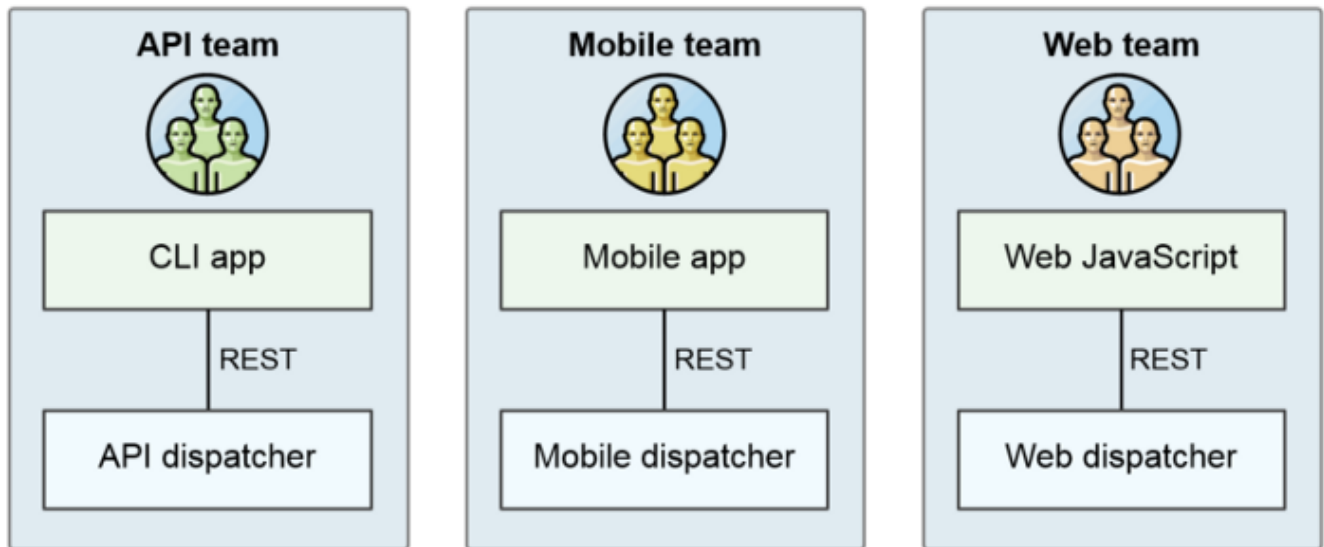 API team
Mobile team
Web team
CLI app
Mobile app
Web JavaScript
REST
REST
REST
API dispatcher
Mobile dispatcher
Web dispatcher